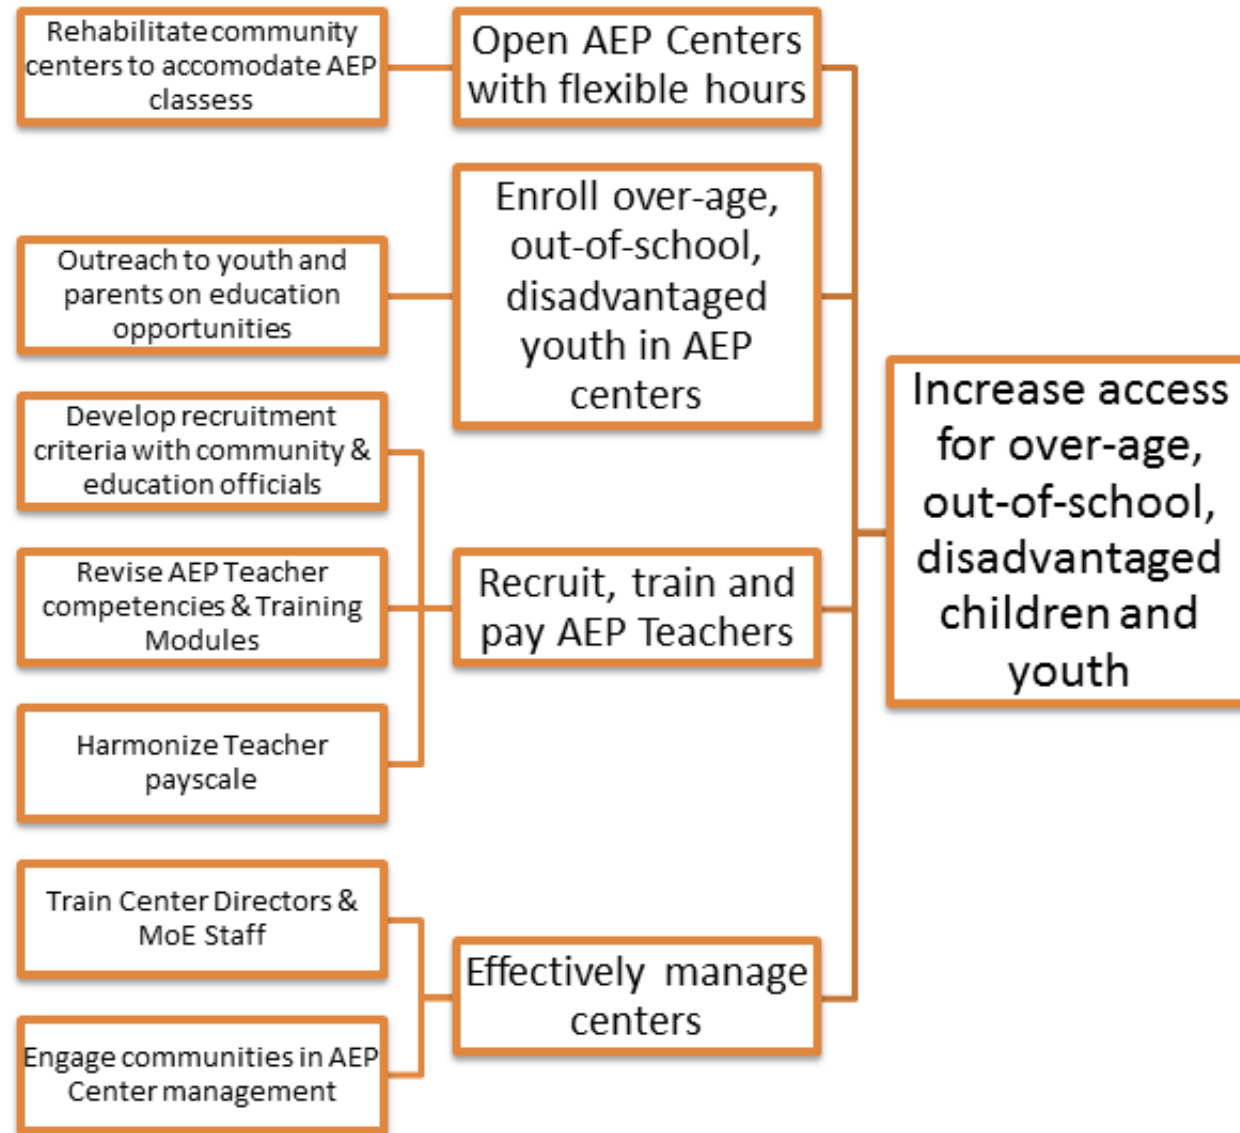 Rehabilitate community
centers to accomodate AEP
classess
Open AEP Centers
with flexible hours
Outreach to youth and
parents on education
opportunities
Enroll over-age,
out-of-school,
disadvantaged
youth in AEP
centers
Develop recruitment
criteria with community &
education officials
Revise AEP Teacher
competencies & Training
Modules
Harmonize Teacher
payscale
Recruit, train and
pay AEP Teachers
Train Center Directors &
MoE Staff
Engage communities in AEP
Center management
Effectively manage
centers
Increase access
for over-age,
out-of-school,
disadvantaged
children and
youth